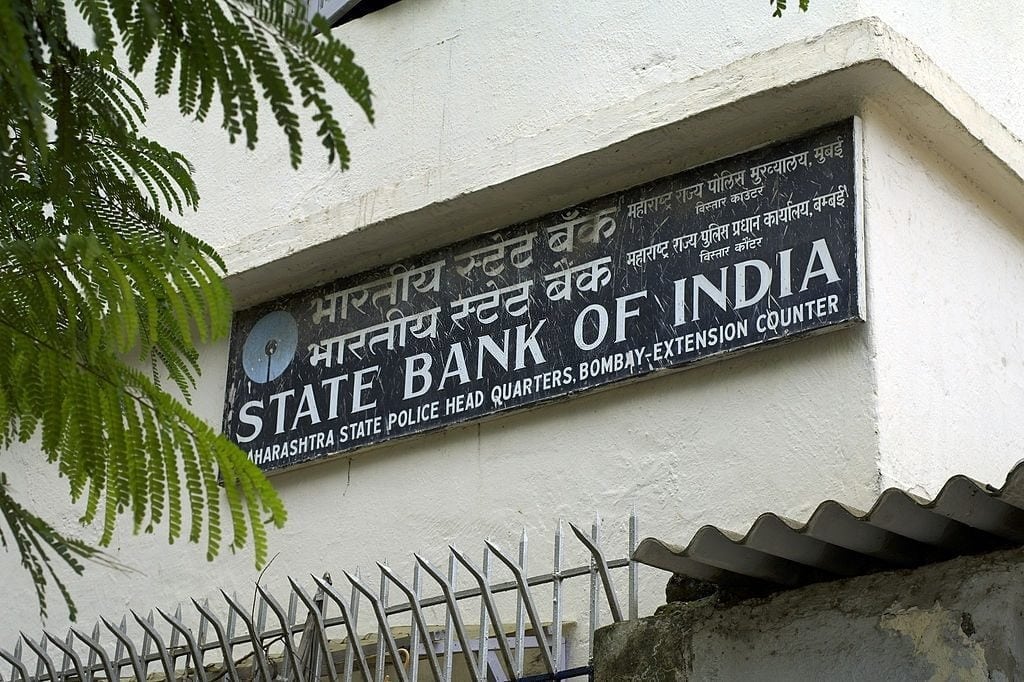 भारतीय स्टेट बँक
महाराष्ट्र राज्य पोलिस मुख्यालय, मुंबई
विस्तार काउंटर
भारतीय स्टेट बैंक
महाराष्ट्र राज्य पुलिस प्रधान कार्यालय, बम्बई
विस्तार काँटर
STATE BANK OF INDIA
AHARASHTRA STATE POLICE HEAD QUARTERS, BOMBAY-EXTENSION COUNTER